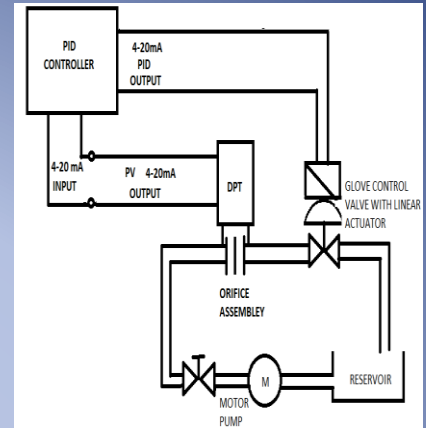 PID
CONTROLLER
4-20mA
PID
OUTPUT
4-20 mA
INPUT
PV 4-20mA
OUTPUT
DPT
GLOVE CONTROL
VALVE WITH LINEAR
ACTUATOR
ORIFICE
ASSEMBLEY
M
MOTOR
PUMP
RESERVOIR